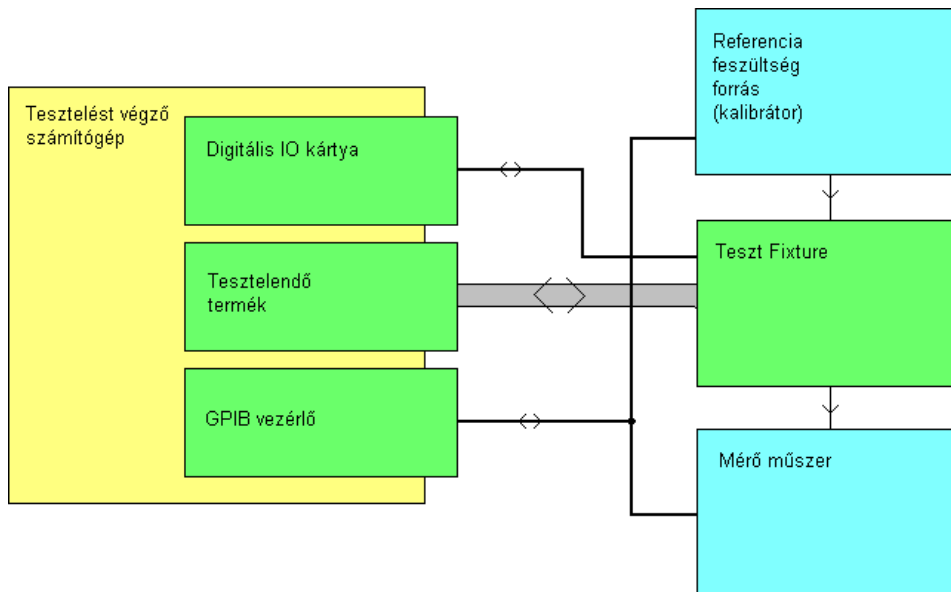 Tesztelést végző
számítógép
Digitális IO kártya
Tesztelendő
termék
GPIB vezérlő
Referencia
feszültség
forrás
(kalibrátor)
Teszt Fixture
Mérő műszer